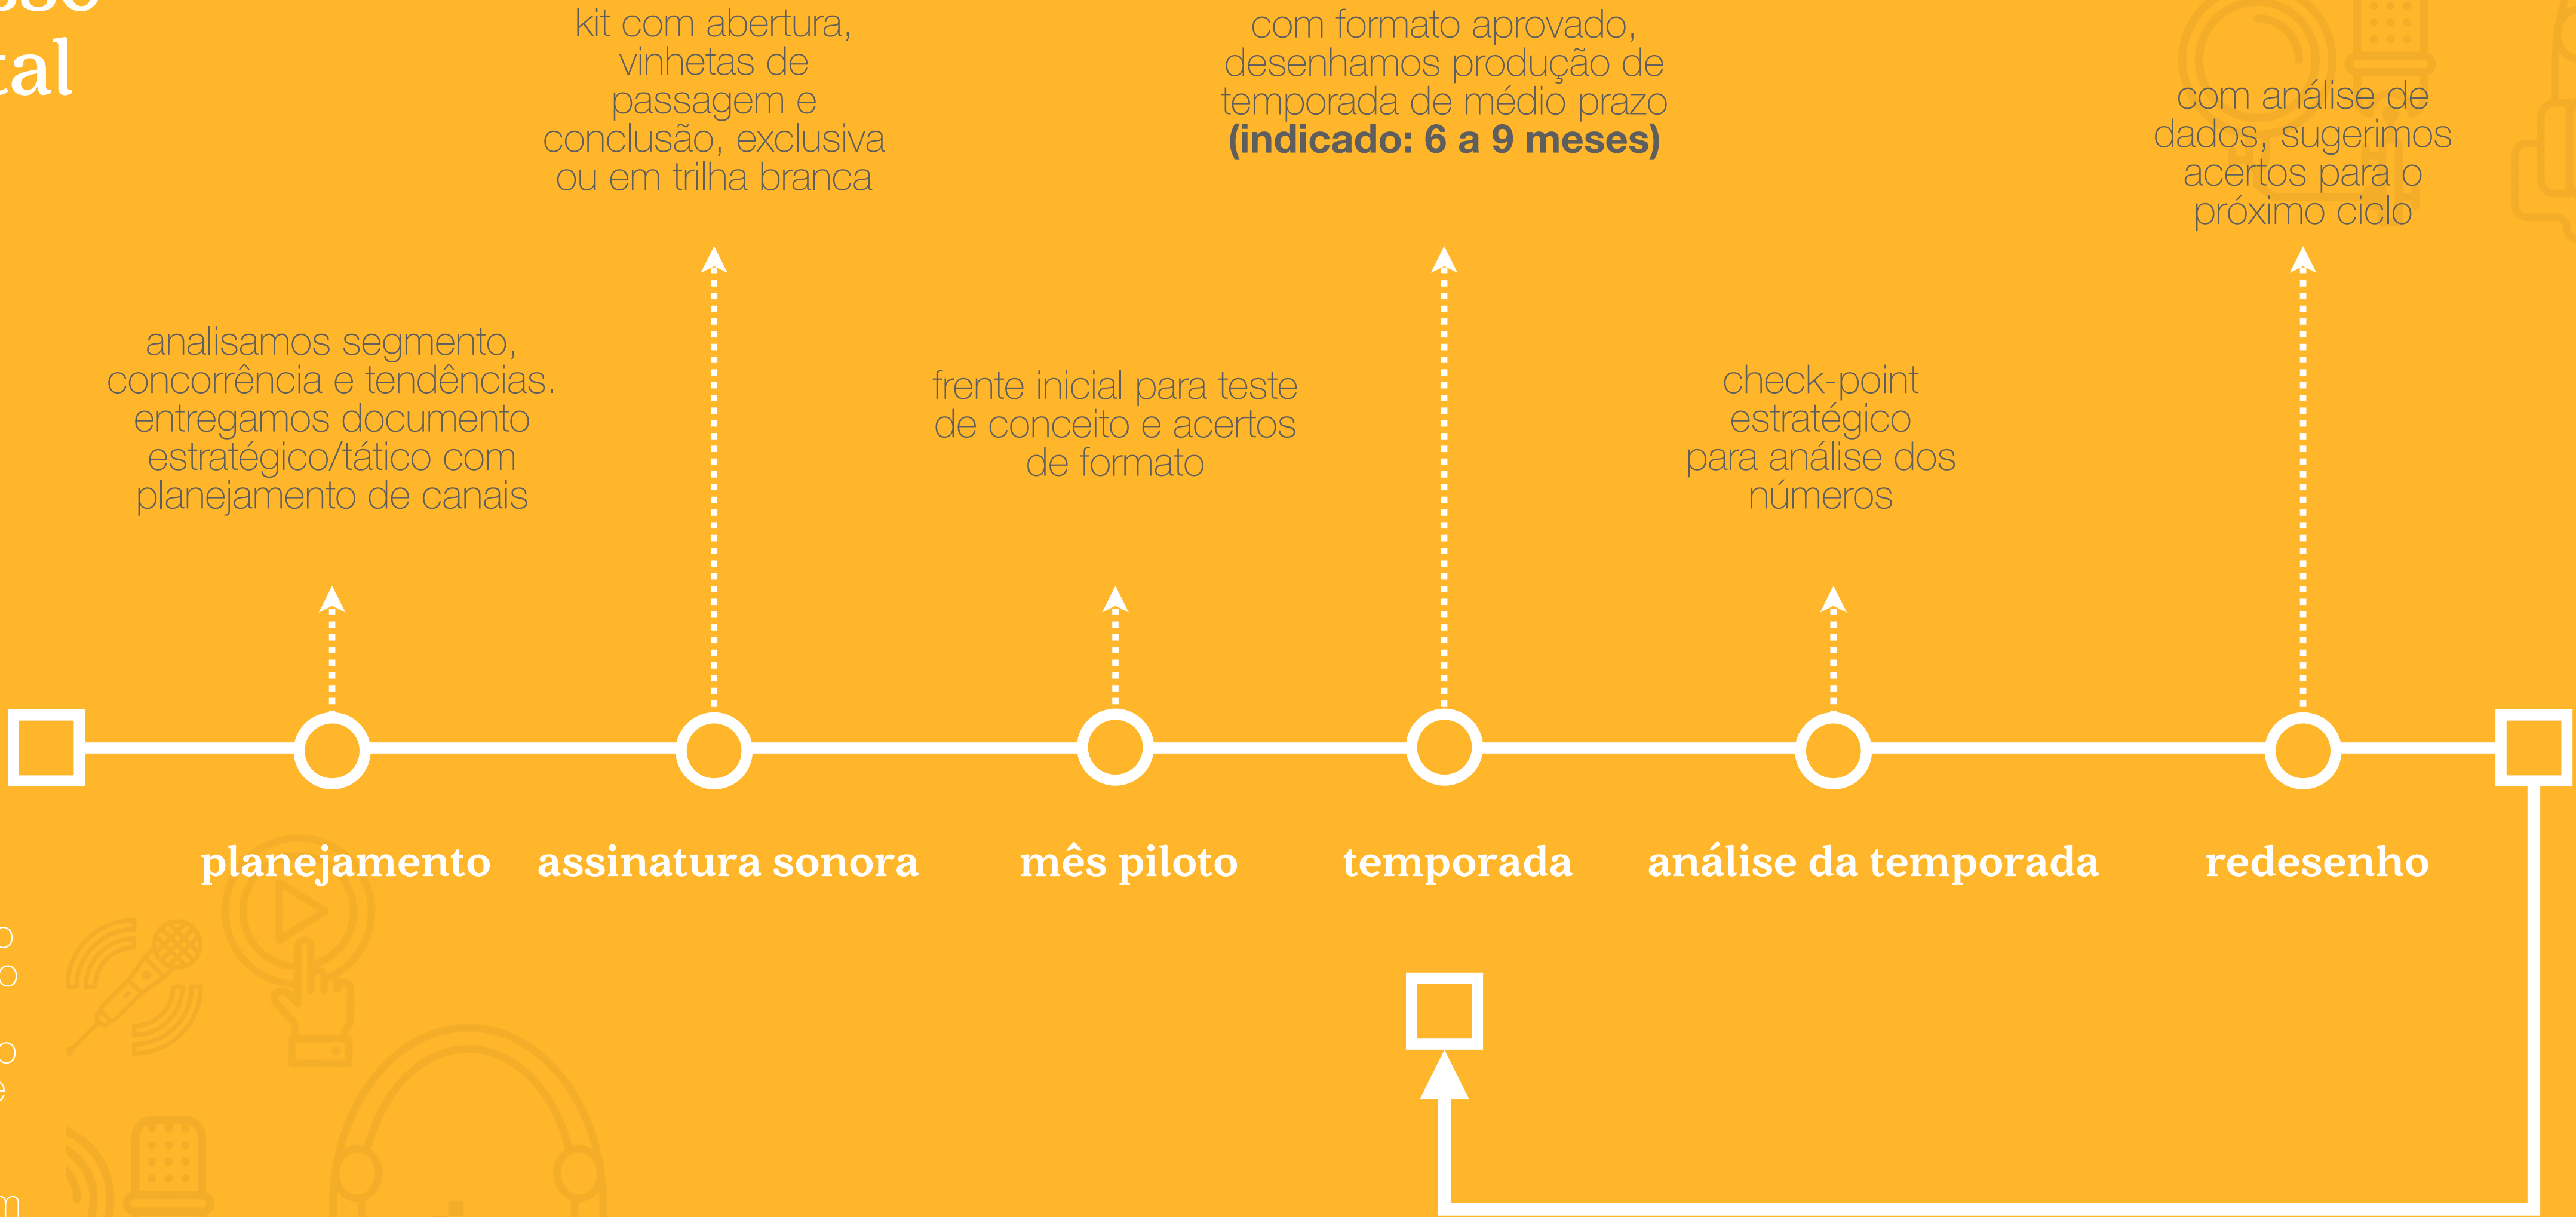 kit com abertura,
vinhetas de
passagem e
conclusão, exclusiva
ou em trilha branca
com formato aprovado,
desenhamos produção de
temporada de médio prazo
(indicado: 6 a 9 meses)
com análise de
dados, sugerimos
acertos para o
próximo ciclo
analisamos segmento,
concorrência e tendências.
entregamos documento
estratégico/tático com
planejamento de canais
frente inicial para teste
de conceito e acertos
de formato
check-point
estratégico
para análise dos
números
planejamento
assinatura sonora
mês piloto
temporada
análise da temporada
redesenho